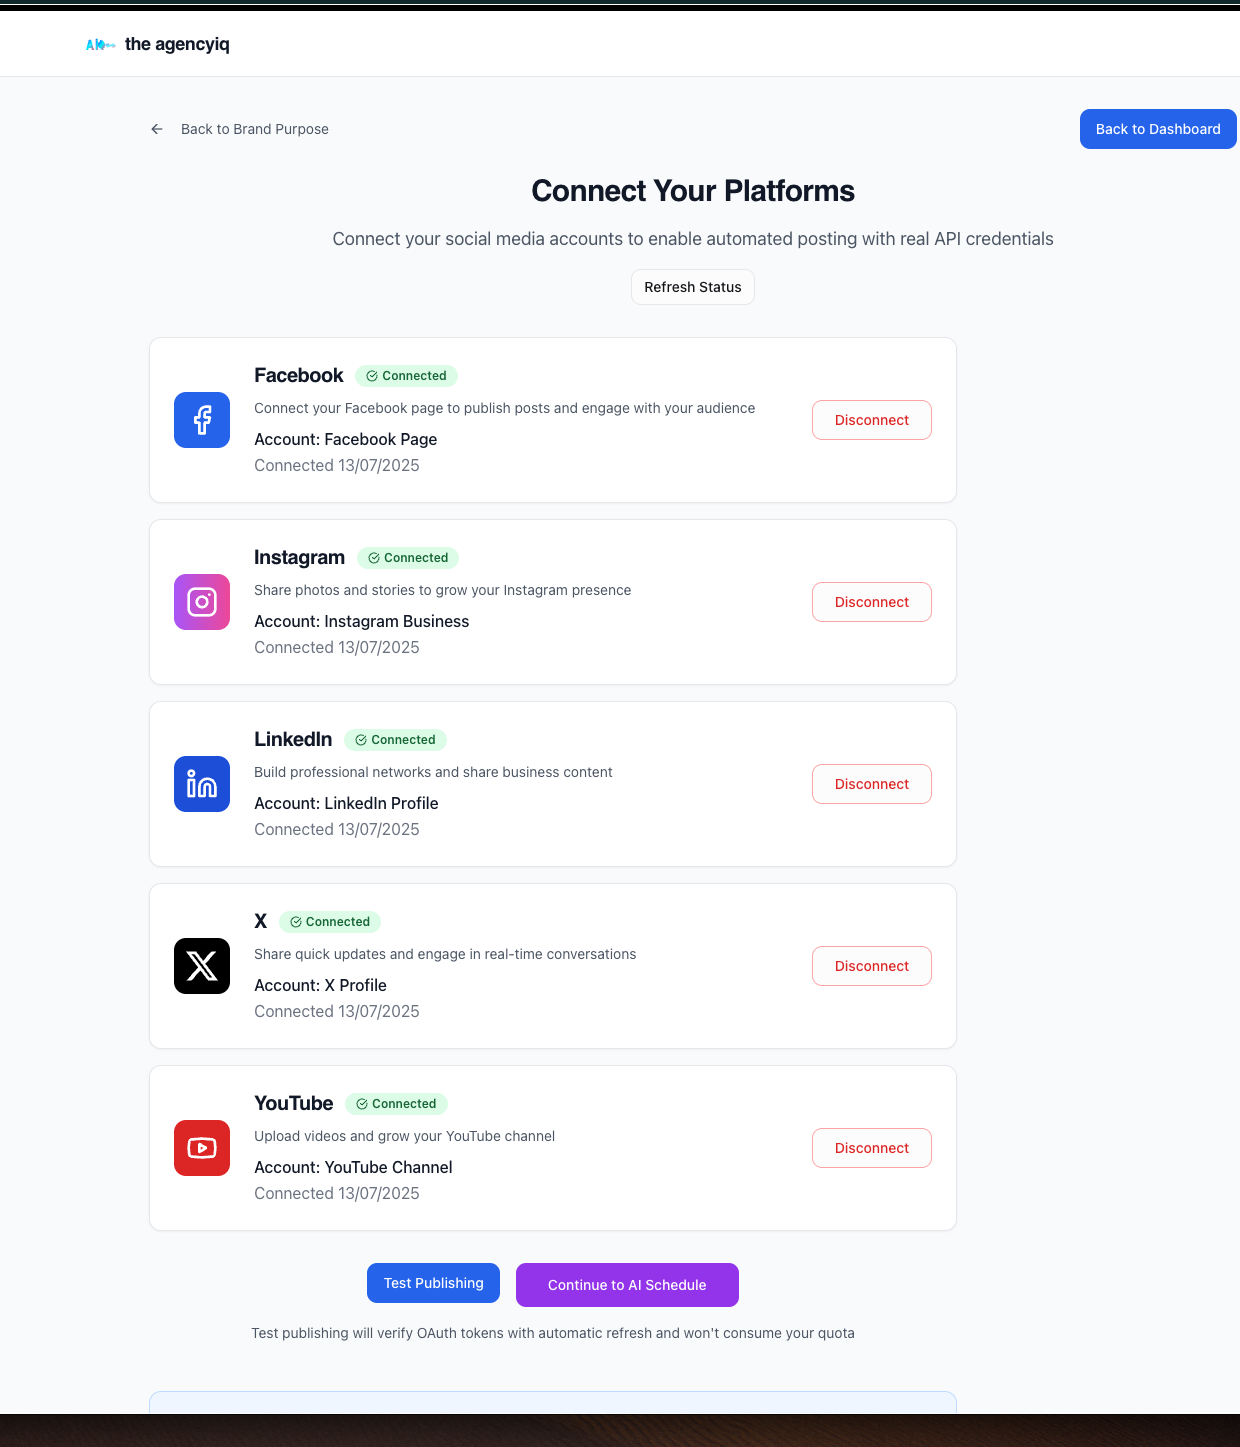 the agencyiq
Back to Brand Purpose
Back to Dashboard
Connect Your Platforms
Connect your social media accounts to enable automated posting with real API credentials
Refresh Status
Facebook Connected
Connect your Facebook page to publish posts and engage with your audience
Account: Facebook Page
Connected 13/07/2025
Disconnect
Instagram Connected
Share photos and stories to grow your Instagram presence
Account: Instagram Business
Connected 13/07/2025
Disconnect
LinkedIn Connected
Build professional networks and share business content
Account: LinkedIn Profile
Connected 13/07/2025
Disconnect
X Connected
Share quick updates and engage in real-time conversations
Account: X Profile
Connected 13/07/2025
Disconnect
YouTube Connected
Upload videos and grow your YouTube channel
Account: YouTube Channel
Connected 13/07/2025
Disconnect
Test Publishing
Continue to AI Schedule
Test publishing will verify OAuth tokens with automatic refresh and won't consume your quota